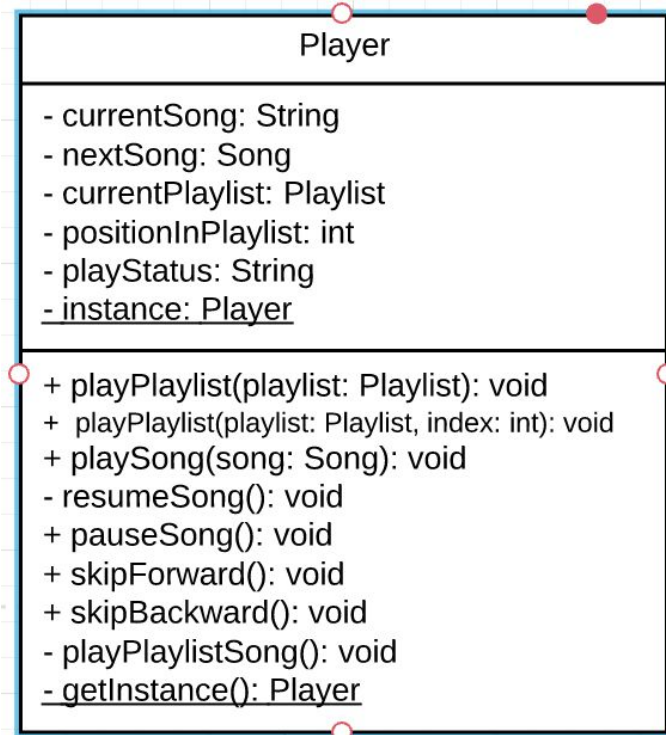 Player
- currentSong: String
- nextSong: Song
- currentPlaylist: Playlist
- positionInPlaylist: int
- playStatus: String
- instance: Player
+ playPlaylist(playlist: Playlist): void
+ playPlaylist(playlist: Playlist, index: int): void
+ playSong(song: Song): void
- resumeSong(): void
+ pauseSong(): void
+ skipForward(): void
+ skipBackward(): void
- playPlaylistSong(): void
- getInstance(): Player